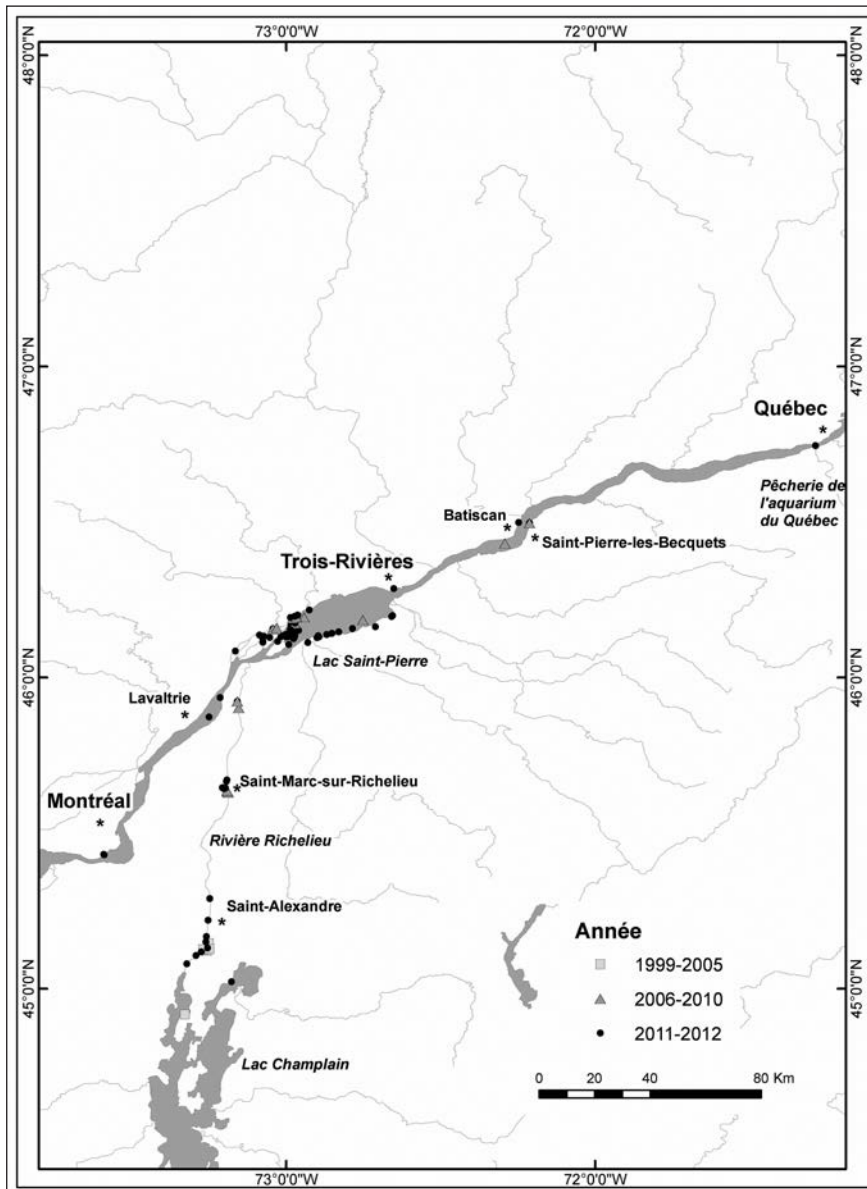 73°0'0"W 72°0'0"W
48°0'0"N 48°0'0"N
47°0'0"N 47°0'0"N
Québec
*
Pêcherie de
l'aquarium
du Québec
Batiscan
*
* Saint-Pierre-les-Becquets
Trois-Rivières
*
Lac Saint-Pierre
46°0'0"N 46°0'0"N
Lavaltrie
*
Saint-Marc-sur-Richelieu
*
Montréal
*
Rivière Richelieu
Saint-Alexandre
*
Année
1999-2005
2006-2010
2011-2012
45°0'0"N 45°0'0"N
Lac Champlain
0 20 40 80 Km
73°0'0"W 72°0'0"W